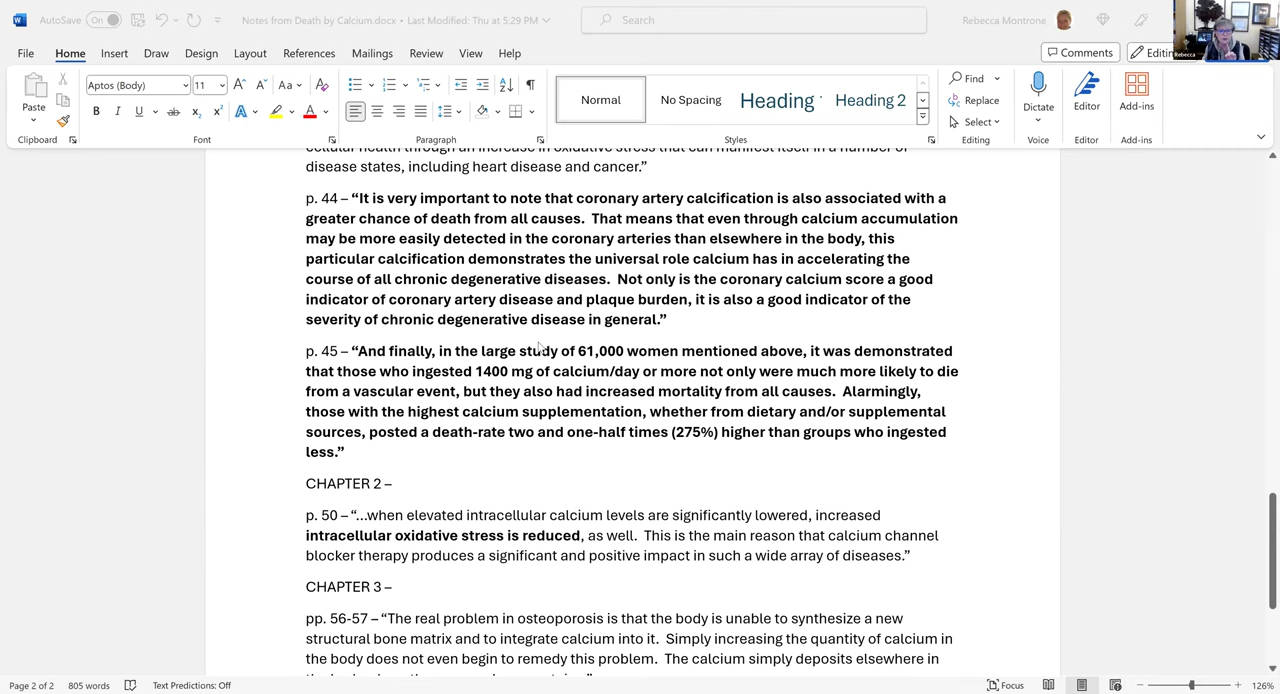 AutoSave
On
Notes from Death by Calcium.docx • Last Modified: Thu at 5:29 PM
Search
Rebecca Montrone
Rebecca
File Home Insert Draw Design Layout References Mailings Review View Help
Comments
Editin
Paste
Clipboard
Aptos (Body) 11
Font
Paragraph
Normal No Spacing Heading Heading 2
Styles
Find
Replace
Select
Editing
Dictate
Voice
Editor
Editor
Add-ins
Add-ins
disease states, including heart disease and cancer.”
p. 44 – “It is very important to note that coronary artery calcification is also associated with a
greater chance of death from all causes. That means that even through calcium accumulation
may be more easily detected in the coronary arteries than elsewhere in the body, this
particular calcification demonstrates the universal role calcium has in accelerating the
course of all chronic degenerative diseases. Not only is the coronary calcium score a good
indicator of coronary artery disease and plaque burden, it is also a good indicator of the
severity of chronic degenerative disease in general.”
p. 45 – “And finally, in the large study of 61,000 women mentioned above, it was demonstrated
that those who ingested 1400 mg of calcium/day or more not only were much more likely to die
from a vascular event, but they also had increased mortality from all causes. Alarmingly,
those with the highest calcium supplementation, whether from dietary and/or supplemental
sources, posted a death-rate two and one-half times (275%) higher than groups who ingested
less.”
CHAPTER 2 –
p. 50 – “…when elevated intracellular calcium levels are significantly lowered, increased
intracellular oxidative stress is reduced, as well. This is the main reason that calcium channel
blocker therapy produces a significant and positive impact in such a wide array of diseases.”
CHAPTER 3 –
pp. 56-57 – “The real problem in osteoporosis is that the body is unable to synthesize a new
structural bone matrix and to integrate calcium into it. Simply increasing the quantity of calcium in
the body does not even begin to remedy this problem. The calcium simply deposits elsewhere in
Page 2 of 2 805 words Text Predictions: Off
Focus
126%